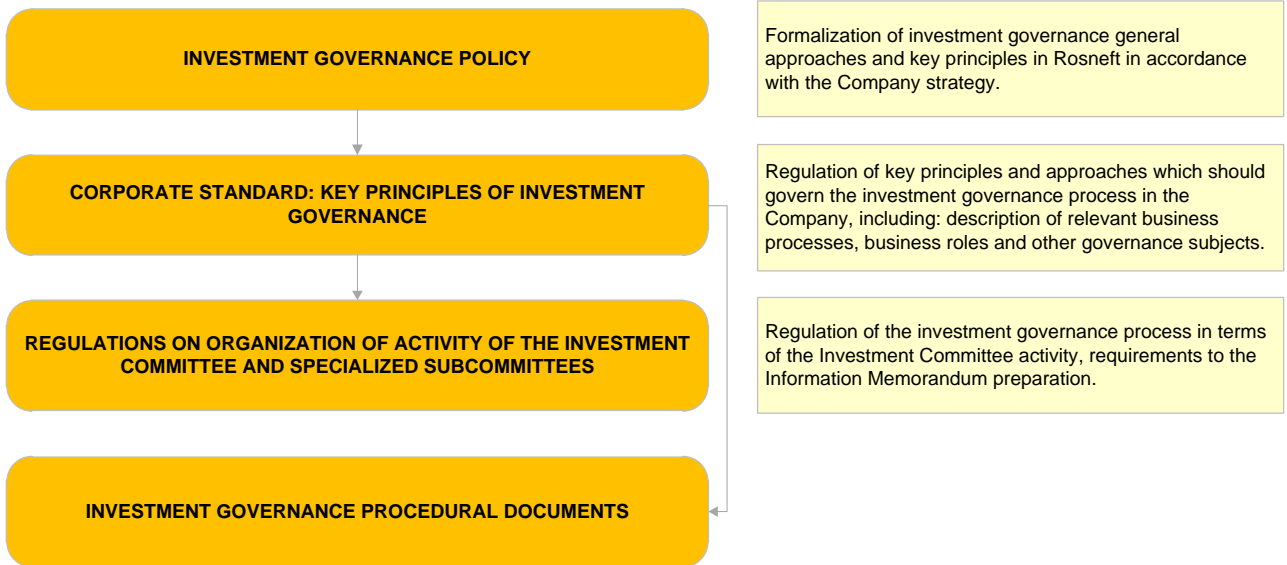 INVESTMENT GOVERNANCE POLICY
Formalization of investment governance general
approaches and key principles in Rosneft in accordance
with the Company strategy.
CORPORATE STANDARD: KEY PRINCIPLES OF INVESTMENT
GOVERNANCE
Regulation of key principles and approaches which should
govern the investment governance process in the
Company, including: description of relevant business
processes, business roles and other governance subjects.
REGULATIONS ON ORGANIZATION OF ACTIVITY OF THE INVESTMENT
COMMITTEE AND SPECIALIZED SUBCOMMITTEES
Regulation of the investment governance process in terms
of the Investment Committee activity, requirements to the
Information Memorandum preparation.
INVESTMENT GOVERNANCE PROCEDURAL DOCUMENTS